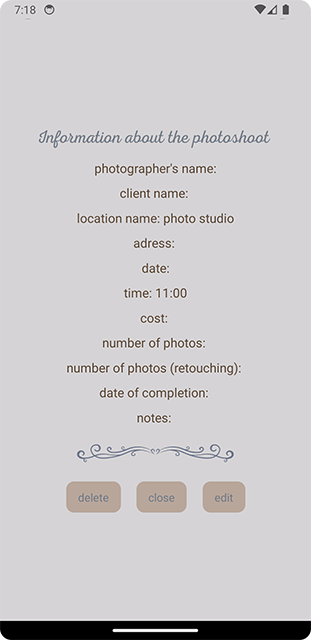 7:18
Information about the photoshoot
photographer's name:
client name:
location name: photo studio
adress:
date:
time: 11:00
cost:
number of photos:
number of photos (retouching):
date of completion:
notes:
delete close edit